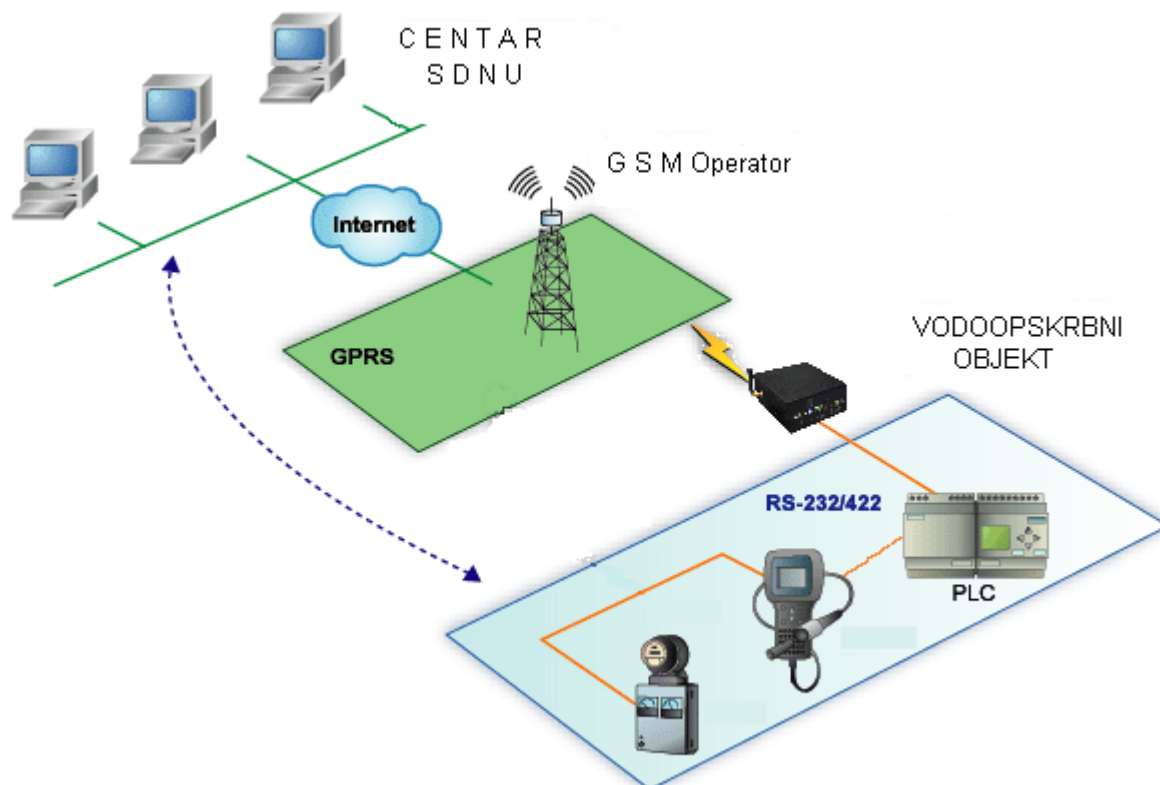 C E N T A R
S D N U
G S M Operator
Internet
GPRS
VODOOPSKRBNI
OBJEKT
RS-232/422
PLC